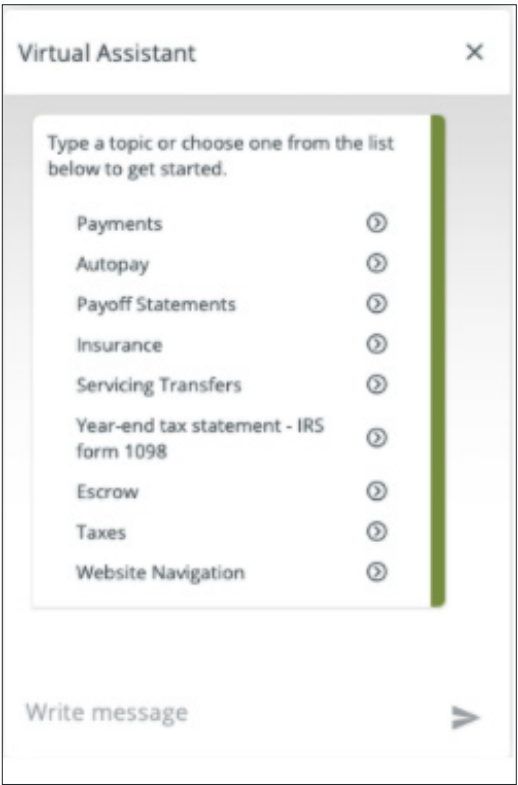 Virtual Assistant
Type a topic or choose one from the list
below to get started.
Payments
Autopay
Payoff Statements
Insurance
Servicing Transfers
Year-end tax statement - IRS
form 1098
Escrow
Taxes
Website Navigation
Write message